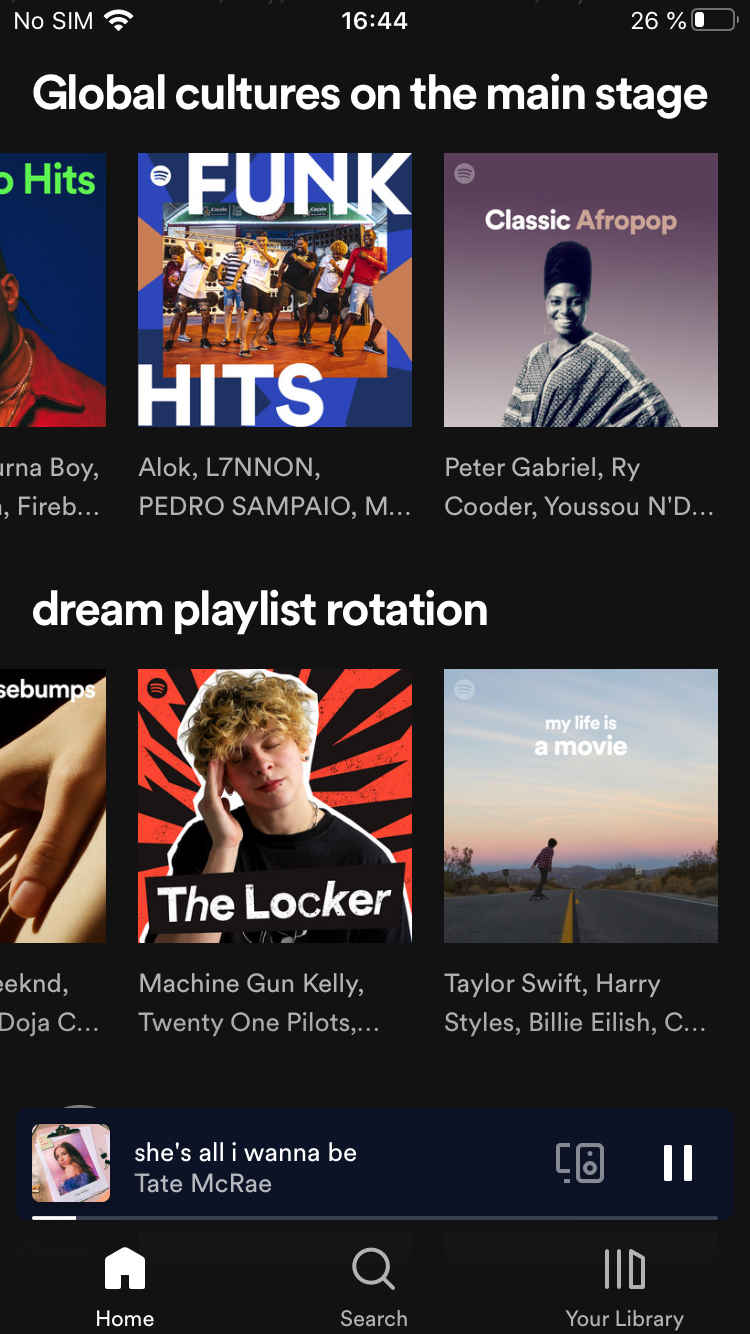 No SIM 16:44 26 %
Global cultures on the main stage
o Hits
FUNK
HITS
Classic Afropop
urna Boy,
, Fireb...
Alok, L7NNON,
PEDRO SAMPAIO, M...
Peter Gabriel, Ry
Cooder, Youssou N'D...
dream playlist rotation
sebumps
The Locker
my life is
a movie
eeknd,
Doja C...
Machine Gun Kelly,
Twenty One Pilots,...
Taylor Swift, Harry
Styles, Billie Eilish, C...
she's all i wanna be
Tate McRae
Home
Search
Your Library